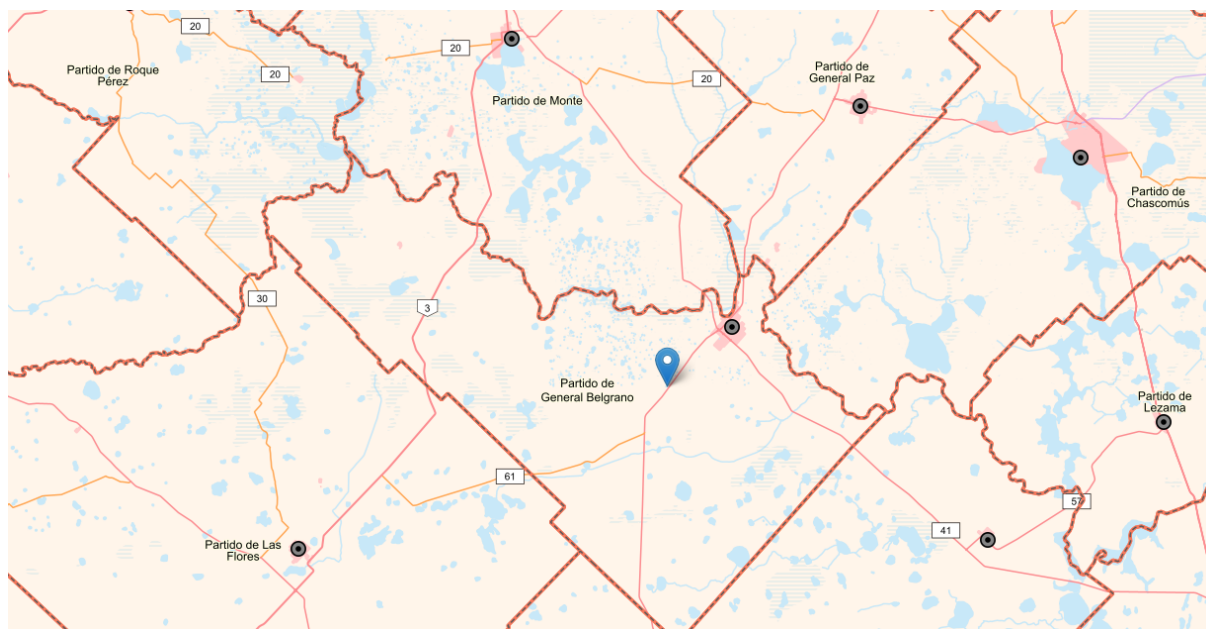 20
20
20
Partido de Roque
Pérez
Partido de
General Paz
20
Partido de Monte
Partido de
Chascomús
30
3
Partido de
General Belgrano
Partido de
Lezama
61
57
41
Partido de Las
Flores